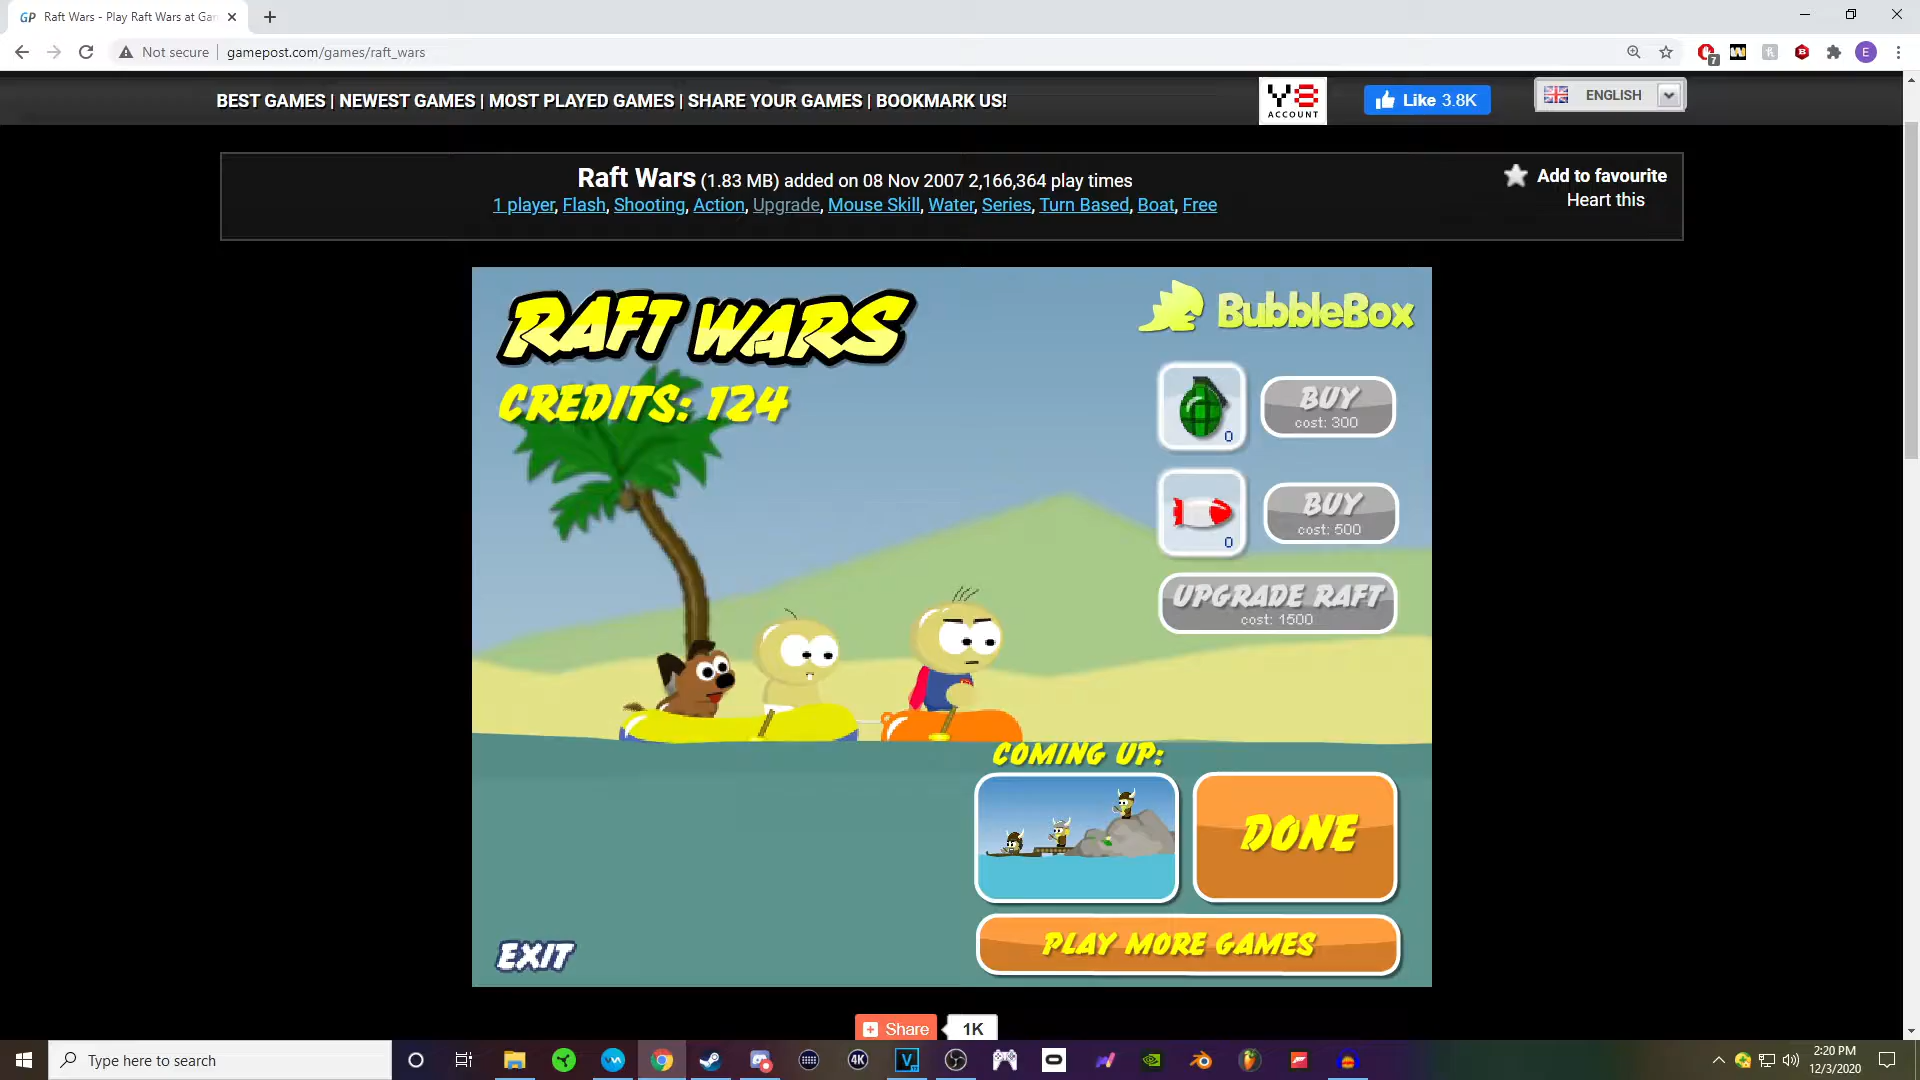 GP Raft Wars - Play Raft Wars at Gan
Not secure gamepost.com/games/raft_wars
7
E
BEST GAMES | NEWEST GAMES | MOST PLAYED GAMES | SHARE YOUR GAMES | BOOKMARK US!
Y8 ACCOUNT
Like 3.8K
ENGLISH
Raft Wars (1.83 MB) added on 08 Nov 2007 2,166,364 play times
1 player, Flash, Shooting, Action, Upgrade, Mouse Skill, Water, Series, Turn Based, Boat, Free
Add to favourite
Heart this
RAFT WARS
BubbleBox
CREDITS: 124
0
BUY
cost: 300
0
BUY
cost: 500
UPGRADE RAFT
cost: 1500
COMING UP:
DONE
PLAY MORE GAMES
EXIT
Share 1K
Type here to search
4K
V
2:20 PM
12/3/2020